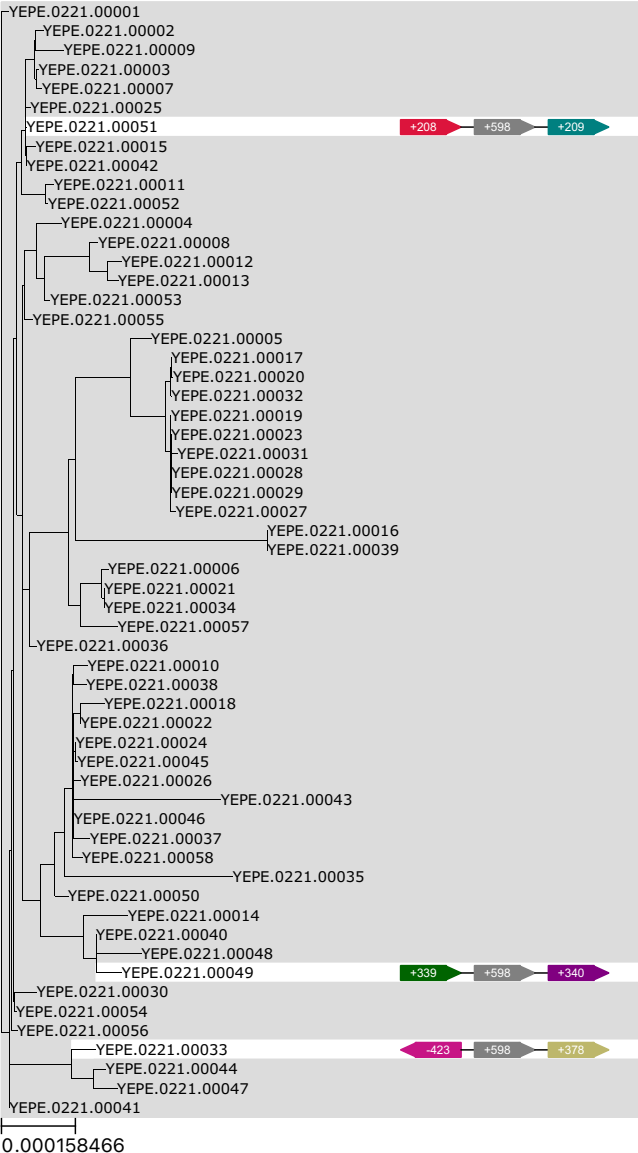 YEPE.0221.00001
YEPE.0221.00002
YEPE.0221.00009
YEPE.0221.00003
YEPE.0221.00007
YEPE.0221.00025
YEPE.0221.00051 +208 +598 +209
YEPE.0221.00015
YEPE.0221.00042
YEPE.0221.00011
YEPE.0221.00052
YEPE.0221.00004
YEPE.0221.00008
YEPE.0221.00012
YEPE.0221.00013
YEPE.0221.00053
YEPE.0221.00055
YEPE.0221.00005
YEPE.0221.00017
YEPE.0221.00020
YEPE.0221.00032
YEPE.0221.00019
YEPE.0221.00023
YEPE.0221.00031
YEPE.0221.00028
YEPE.0221.00029
YEPE.0221.00027
YEPE.0221.00016
YEPE.0221.00039
YEPE.0221.00006
YEPE.0221.00021
YEPE.0221.00034
YEPE.0221.00057
YEPE.0221.00036
YEPE.0221.00010
YEPE.0221.00038
YEPE.0221.00018
YEPE.0221.00022
YEPE.0221.00024
YEPE.0221.00045
YEPE.0221.00026
YEPE.0221.00043
YEPE.0221.00046
YEPE.0221.00037
YEPE.0221.00058
YEPE.0221.00035
YEPE.0221.00050
YEPE.0221.00014
YEPE.0221.00040
YEPE.0221.00048
YEPE.0221.00049 +339 +598 +340
YEPE.0221.00030
YEPE.0221.00054
YEPE.0221.00056
YEPE.0221.00033 -423 +598 +378
YEPE.0221.00044
YEPE.0221.00047
YEPE.0221.00041
0.000158466